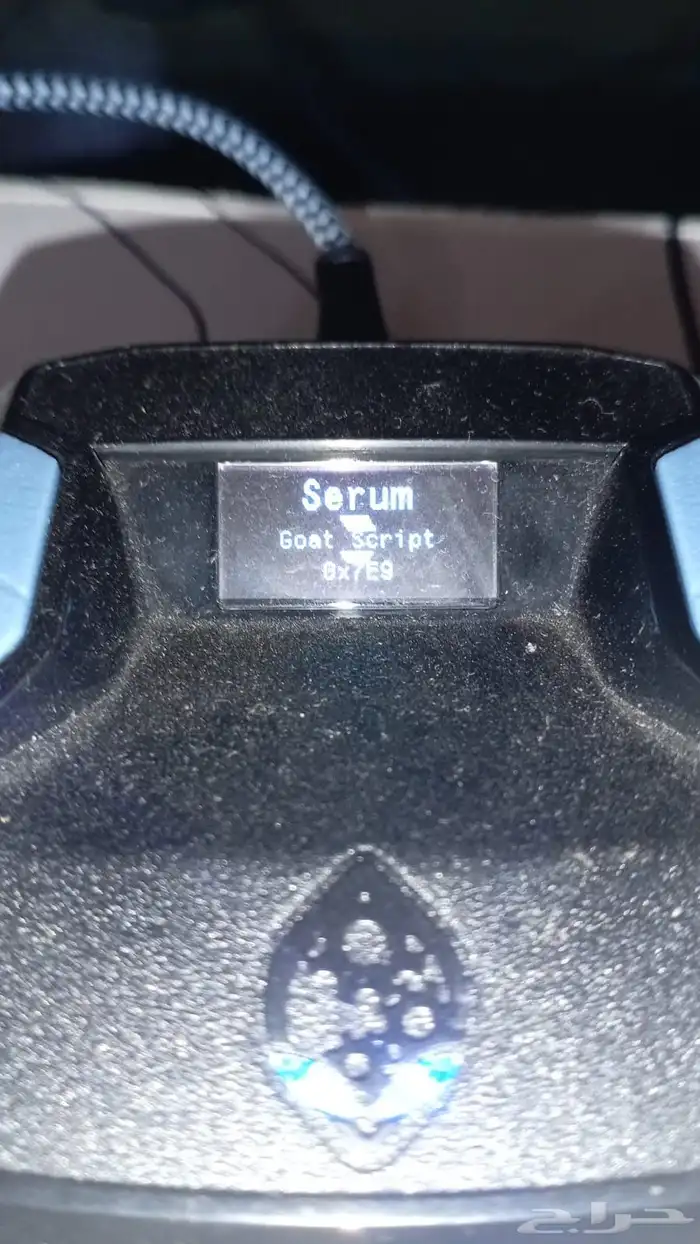 Serum
Goat Script
0x7E9
حراج